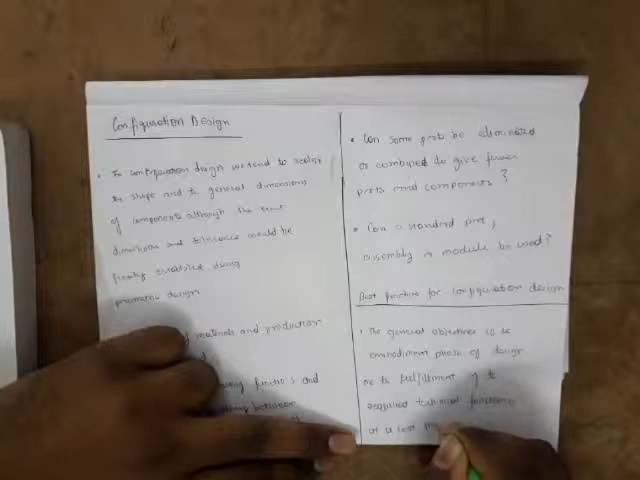 Configuration Design
• In configuration design we tend to
the shape and the general dimensions
of components although the exact
dimensions and tolerance would be
finally established during
parametric design
of materials and production
functions and
between
• Can some parts be eliminated
or combined to give fewer
parts and components ?
• Can a standard part,
assembly or module be used?
Best practice for configuration design
• The general objectives of the
embodiment phase of design
are the fulfillment of the
required technical functions
at a cost